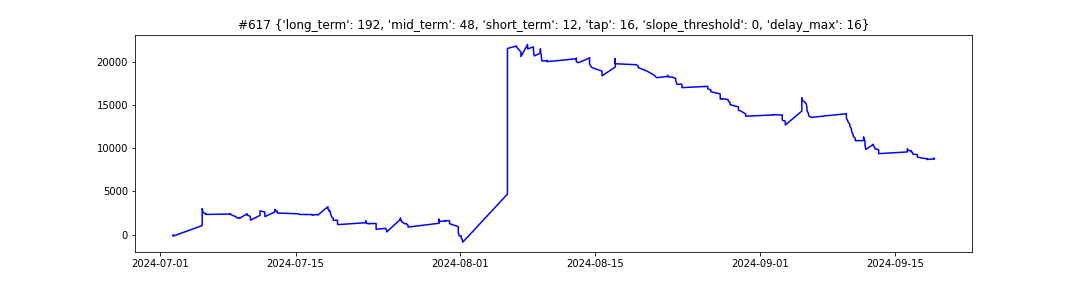 #617 {'long_term': 192, 'mid_term': 48, 'short_term': 12, 'tap': 16, 'slope_threshold': 0, 'delay_max': 16}
20000
15000
10000
5000
0
2024-07-01 2024-07-15 2024-08-01 2024-08-15 2024-09-01 2024-09-15